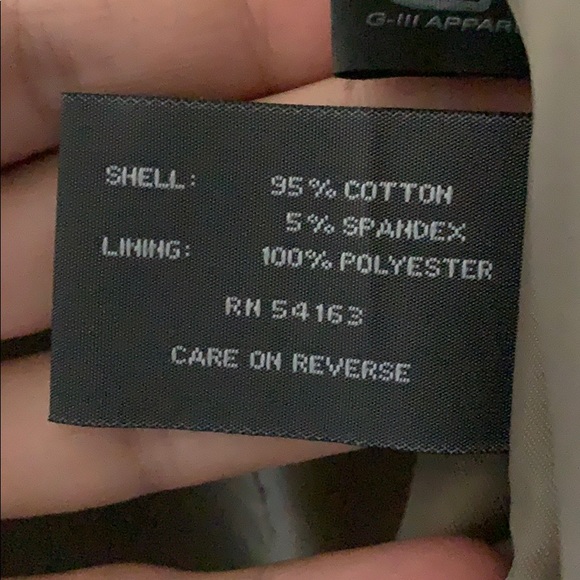 G-III APPAR
SHELL: 95% COTTON
5% SPANDEX
LINING: 100% POLYESTER
RN 54163
CARE ON REVERSE